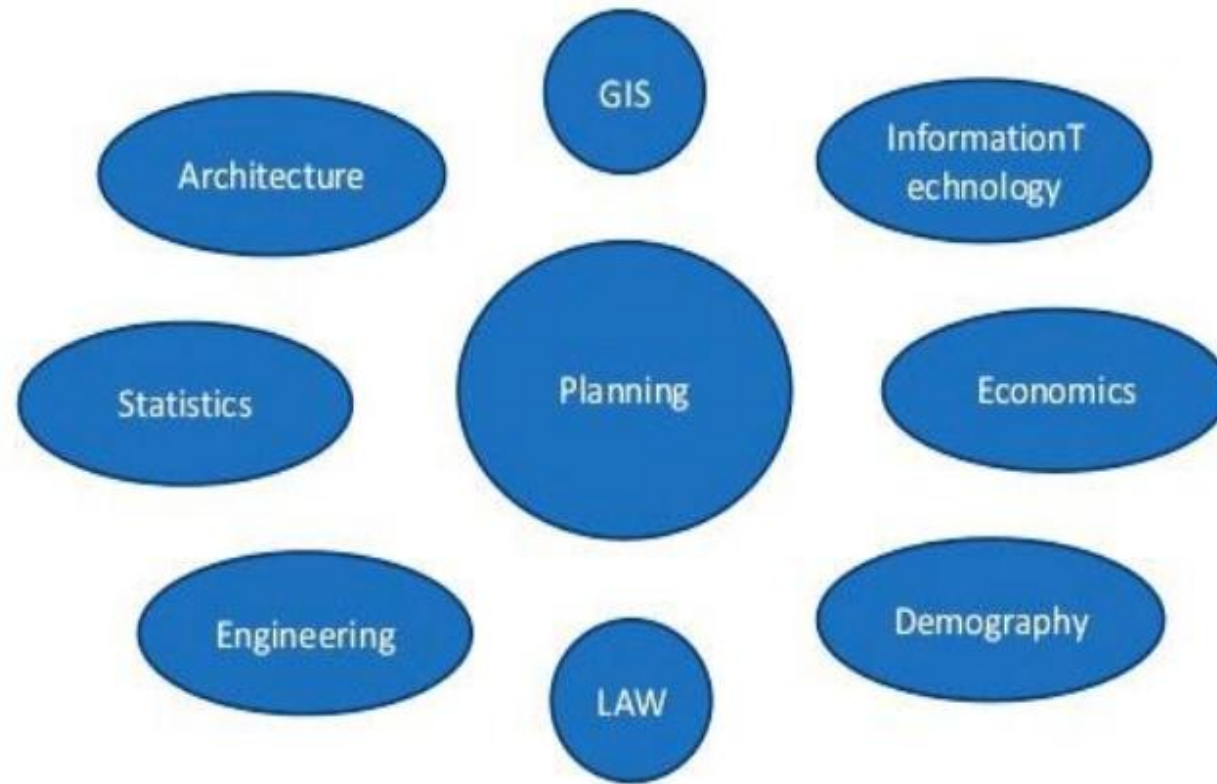 GIS
Architecture
InformationT
echnology
Statistics
Planning
Economics
Engineering
Demography
LAW